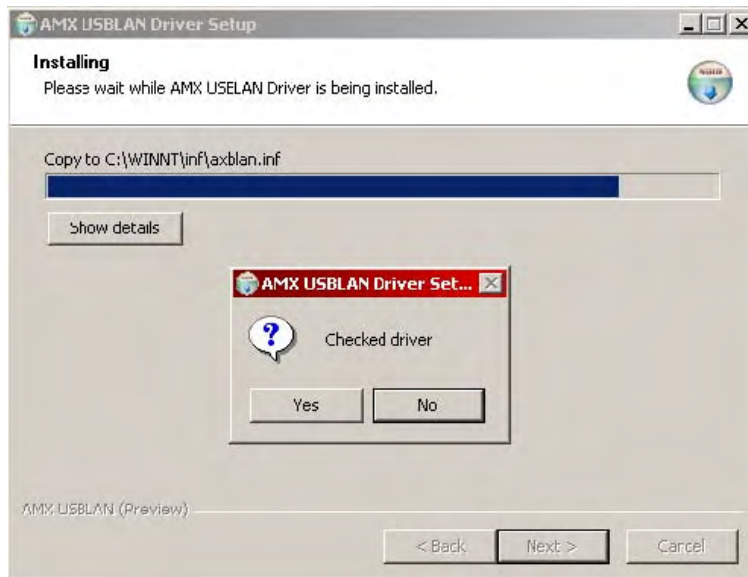 AMX USBLAN Driver Setup
Installing
Please wait while AMX USELAN Driver is being installed.
Copy to C:\WINNT\inf\axblan.inf
Show details
AMX USBLAN Driver Set...
?
Checked driver
Yes
No
AMX USBLAN (Preview)
< Back
Next >
Cancel